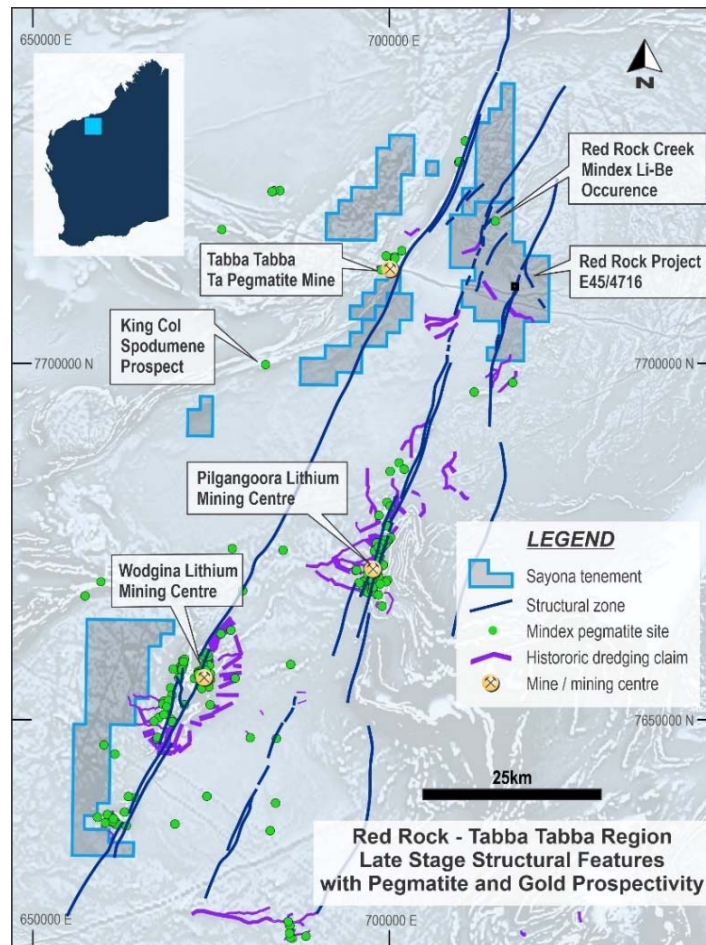 650000 E
700000 E
N
Red Rock Creek
Mindex Li-Be
Occurence
Tabba Tabba
Ta Pegmatite Mine
Red Rock Project
E45/4716
King Col
Spodumene
Prospect
7700000 N
7700000 N
Pilgangoora Lithium
Mining Centre
Wodgina Lithium
Mining Centre
LEGEND
Sayona tenement
Structural zone
Mindex pegmatite site
Histororic dredging claim
Mine / mining centre
7650000 N
25km
Red Rock - Tabba Tabba Region
Late Stage Structural Features
with Pegmatite and Gold Prospectivity
650000 E
700000 E